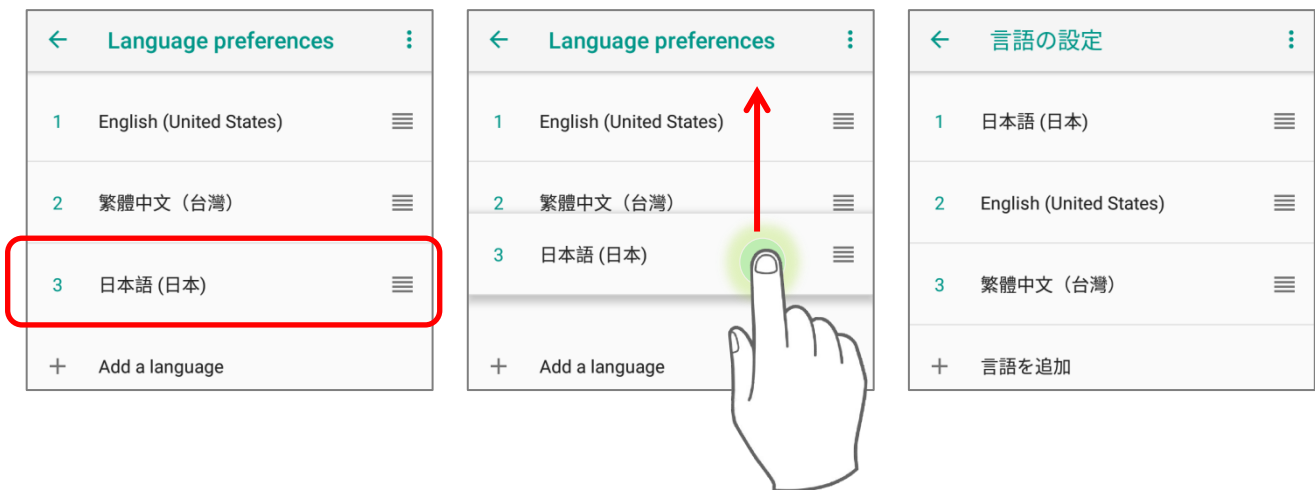 Language preferences
1 English (United States)
2 繁體中文（台灣）
3 日本語 (日本)
Add a language
Language preferences
1 English (United States)
2 繁體中文（台灣）
3 日本語 (日本)
Add a language
言語の設定
1 日本語 (日本)
2 English (United States)
3 繁體中文（台灣）
言語を追加